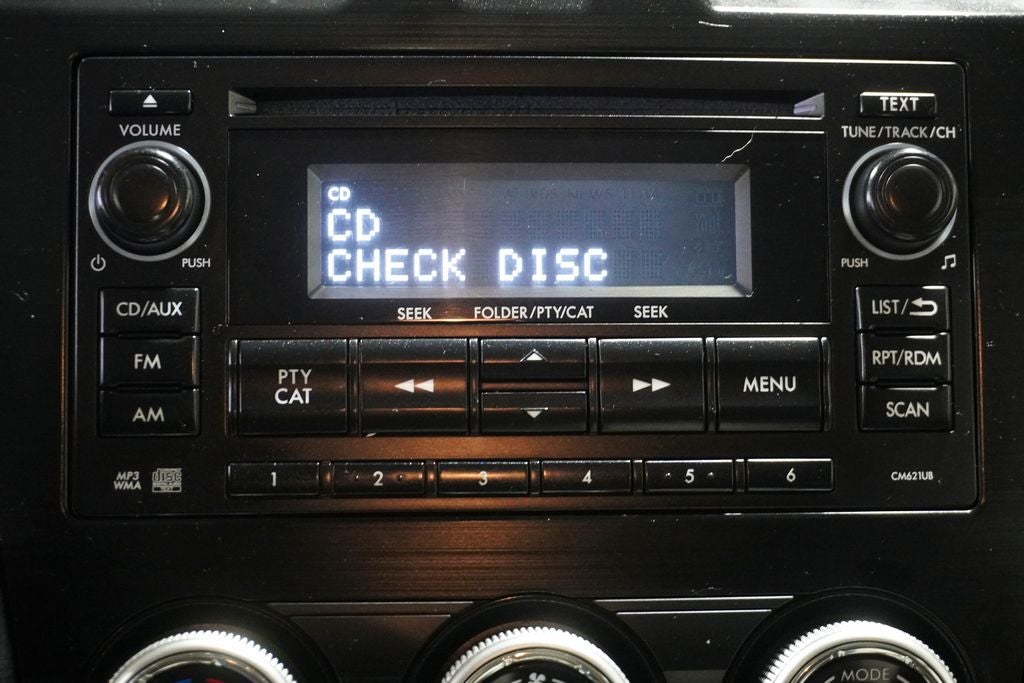 TEXT
VOLUME
TUNE/TRACK/CH
CD
CD
CHECK DISC
PUSH
PUSH
SEEK
FOLDER/PTY/CAT
SEEK
CD/AUX
FM
AM
PTY
CAT
MENU
LIST/
RPT/RDM
SCAN
MP3
WMA
disc
1
2
3
4
5
6
CM621UB
MODE